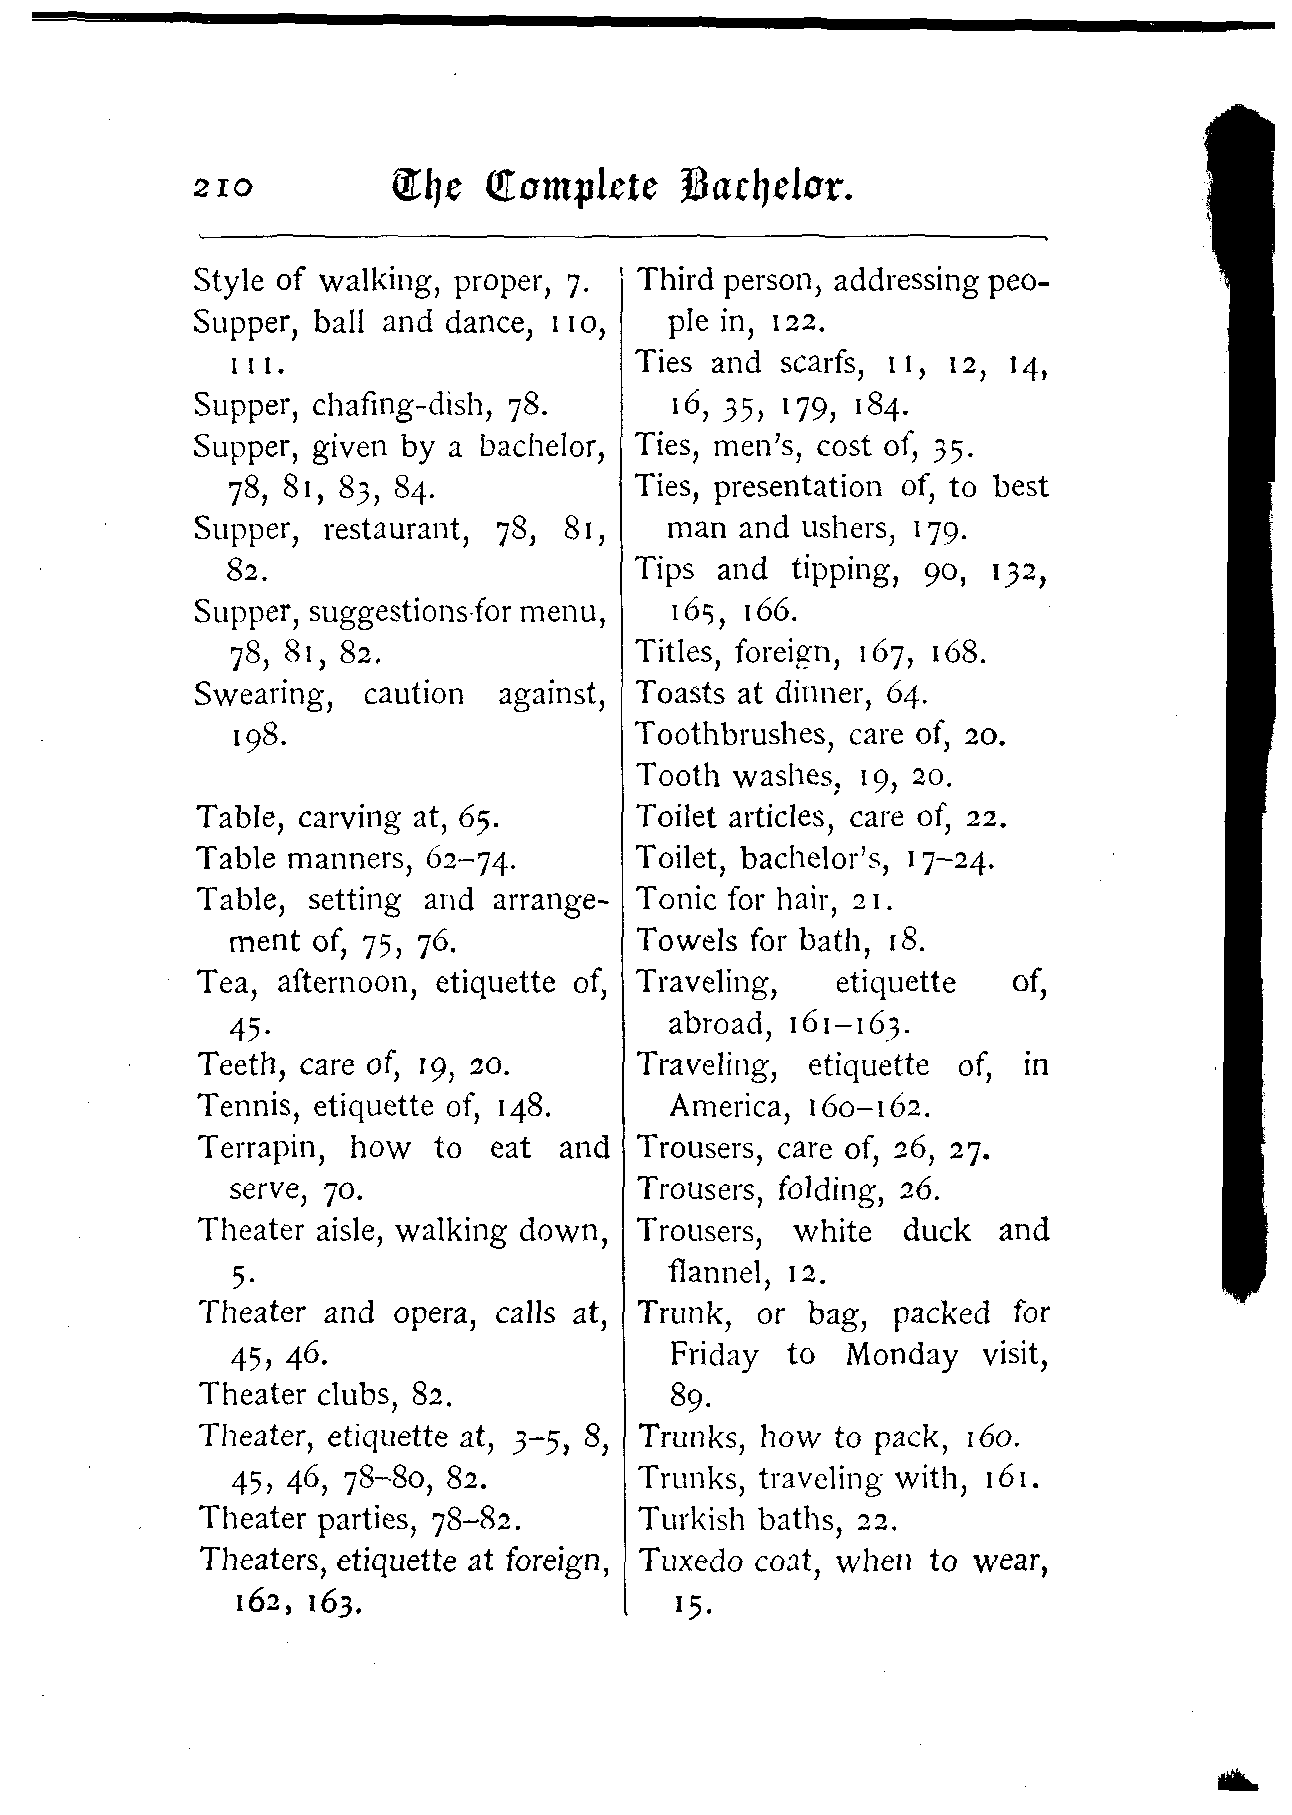 210 The Complete Bachelor.
Style of walking, proper, 7.
Supper, ball and dance, 110,
111.
Supper, chafing-dish, 78.
Supper, given by a bachelor,
78, 81, 83, 84.
Supper, restaurant, 78, 81,
82.
Supper, suggestions for menu,
78, 81, 82.
Swearing, caution against,
198.
Table, carving at, 65.
Table manners, 62–74.
Table, setting and arrange-
ment of, 75, 76.
Tea, afternoon, etiquette of,
45.
Teeth, care of, 19, 20.
Tennis, etiquette of, 148.
Terrapin, how to eat and
serve, 70.
Theater aisle, walking down,
5.
Theater and opera, calls at,
45, 46.
Theater clubs, 82.
Theater, etiquette at, 3–5, 8,
45, 46, 78–80, 82.
Theater parties, 78–82.
Theaters, etiquette at foreign,
162, 163.
Third person, addressing peo-
ple in, 122.
Ties and scarfs, 11, 12, 14,
16, 35, 179, 184.
Ties, men's, cost of, 35.
Ties, presentation of, to best
man and ushers, 179.
Tips and tipping, 90, 132,
165, 166.
Titles, foreign, 167, 168.
Toasts at dinner, 64.
Toothbrushes, care of, 20.
Tooth washes, 19, 20.
Toilet articles, care of, 22.
Toilet, bachelor's, 17–24.
Tonic for hair, 21.
Towels for bath, 18.
Traveling, etiquette of,
abroad, 161–163.
Traveling, etiquette of, in
America, 160–162.
Trousers, care of, 26, 27.
Trousers, folding, 26.
Trousers, white duck and
flannel, 12.
Trunk, or bag, packed for
Friday to Monday visit,
89.
Trunks, how to pack, 160.
Trunks, traveling with, 161.
Turkish baths, 22.
Tuxedo coat, when to wear,
15.